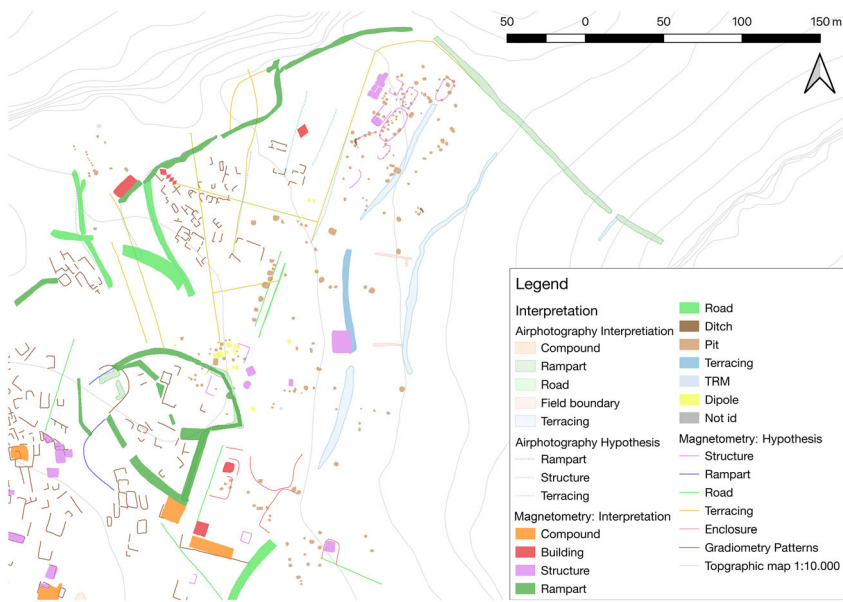 50 0 50 100 150 m
Legend
Interpretation
Airphotography Interpretation
Compound
Rampart
Road
Field boundary
Terracing
Airphotography Hypothesis
Rampart
Structure
Terracing
Magnetometry: Interpretation
Compound
Building
Structure
Rampart
Road
Ditch
Pit
Terracing
TRM
Dipole
Not id
Magnetometry: Hypothesis
Structure
Rampart
Road
Terracing
Enclosure
Gradiometry Patterns
Topographic map 1:10.000